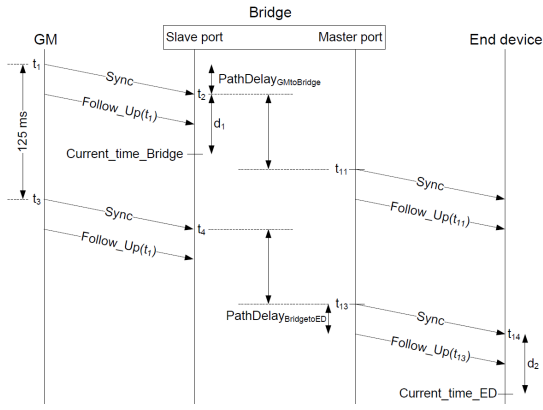 Bridge
GM
Slave port
Master port
End device
t1
Sync
PathDelayGMtoBridge
t2
Follow_Up(t1)
d1
125 ms
Current_time_Bridge
t11
Sync
t3
Follow_Up(t11)
Sync
t4
Follow_Up(t1)
t13
PathDelayBridgetoED
Sync
t14
Follow_Up(t13)
d2
Current_time_ED